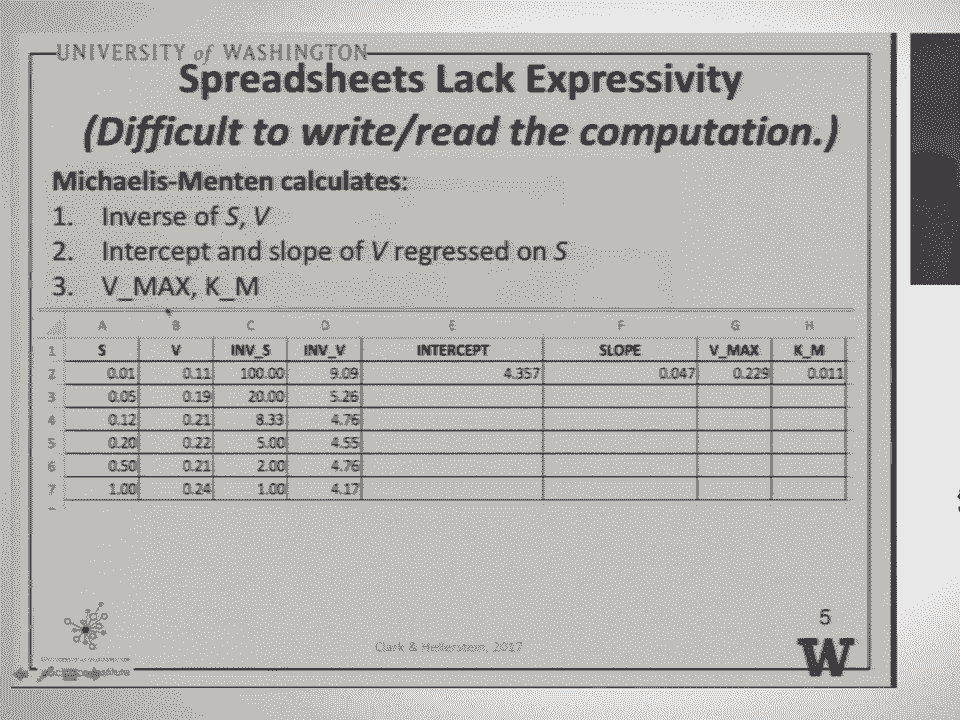 UNIVERSITY of WASHINGTON
Spreadsheets Lack Expressivity
(Difficult to write/read the computation.)
Michaelis-Menten calculates:
1. Inverse of S, V
2. Intercept and slope of V regressed on S
3. V_MAX, K_M
A B C D E F G H
1 S V INV_S INV_V INTERCEPT SLOPE V_MAX K_M
2 0.01 0.11 100.00 9.09 4.357 0.047 0.229 0.011
3 0.05 0.19 20.00 5.26
4 0.12 0.21 8.33 4.76
5 0.20 0.22 5.00 4.55
6 0.50 0.21 2.00 4.76
7 1.00 0.24 1.00 4.17
5
Clark & Hellerstein, 2017
W